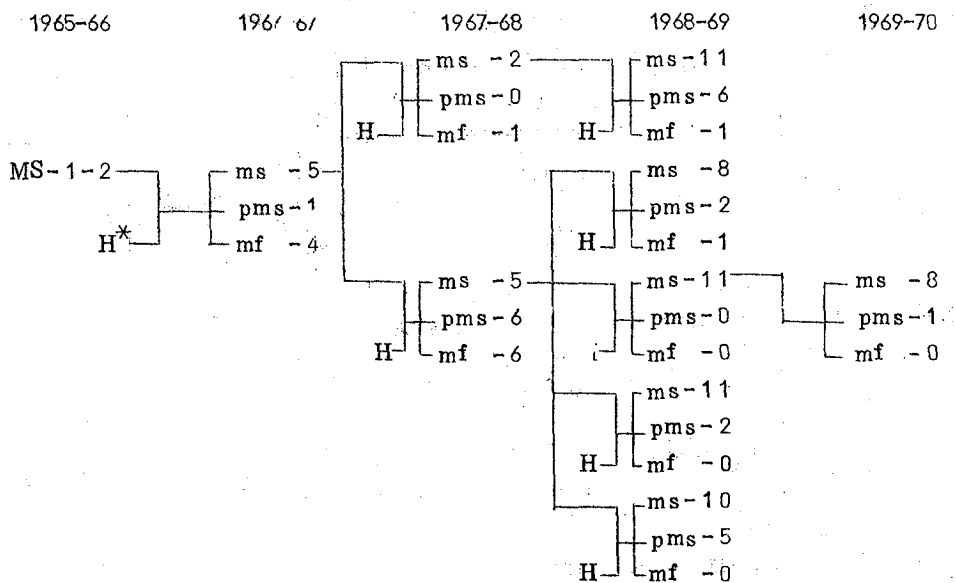 1965-66 1967-68 1968-69 1969-70
ms -2 ms-11
pms-0 pms-6
H mf -1 H mf -1
MS-1-2 ms -5 ms -8
pms-1 pms-2
H* mf -4 H mf -1
ms -5 ms-11 ms -8
pms-6 pms-0 pms-1
H mf -6 mf -0 mf -0
ms-11
pms-2
H mf -0
ms-10
pms-5
H mf -0